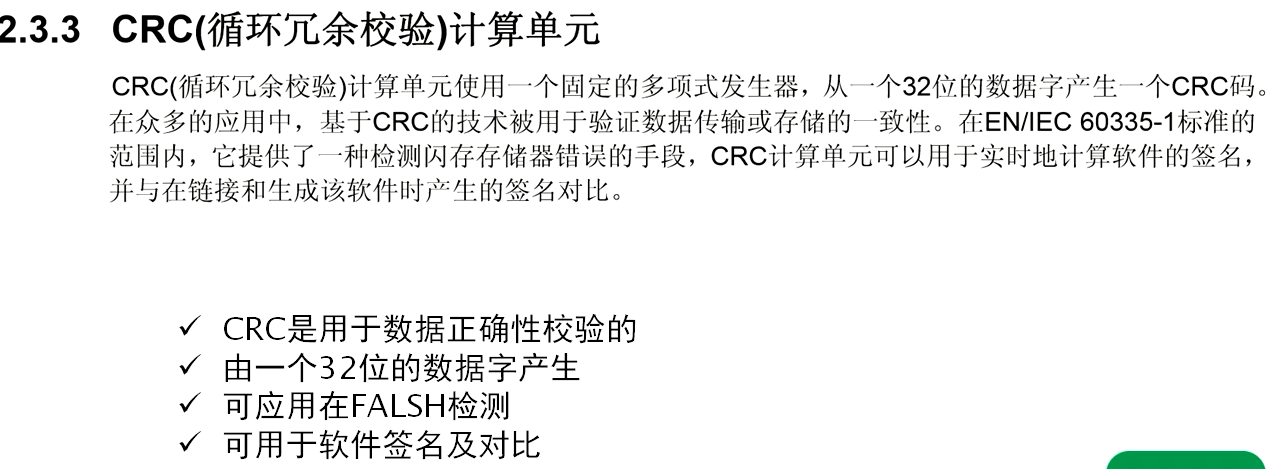 2.3.3 CRC(循环冗余校验)计算单元
CRC(循环冗余校验)计算单元使用一个固定的多项式发生器，从一个32位的数据字产生一个CRC码。
在众多的应用中，基于CRC的技术被用于验证数据传输或存储的一致性。在EN/IEC 60335-1标准的
范围内，它提供了一种检测闪存存储器错误的手段，CRC计算单元可以用于实时地计算软件的签名，
并与在链接和生成该软件时产生的签名对比。
✓ CRC是用于数据正确性校验的
✓ 由一个32位的数据字产生
✓ 可应用在FALSH检测
✓ 可用于软件签名及对比